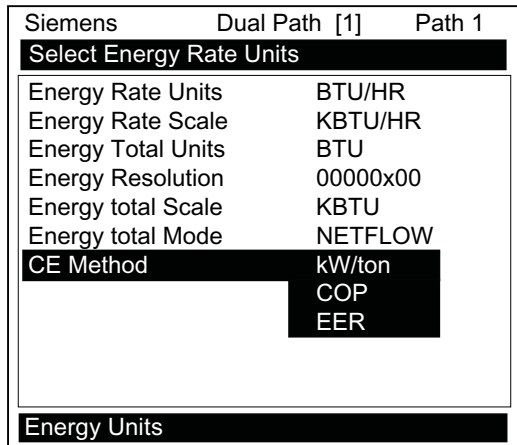 Siemens Dual Path [1] Path 1
Select Energy Rate Units
Energy Rate Units BTU/HR
Energy Rate Scale KBTU/HR
Energy Total Units BTU
Energy Resolution 00000x00
Energy total Scale KBTU
Energy total Mode NETFLOW
CE Method kW/ton
COP
EER
Energy Units